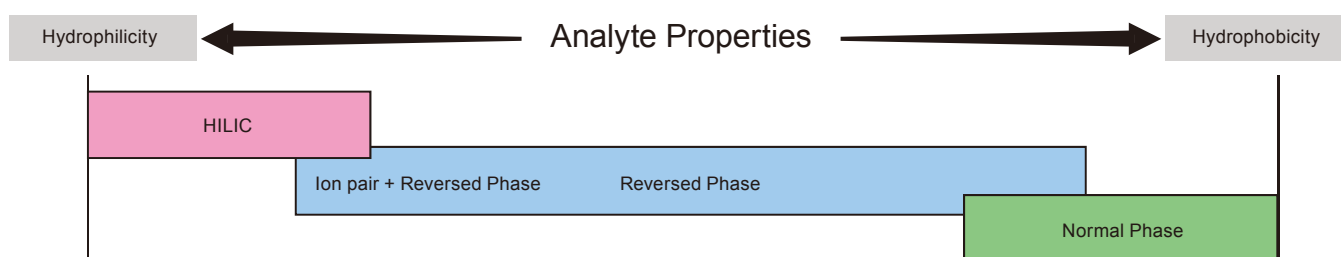 Hydrophilicity
Analyte Properties
Hydrophobicity
HILIC
Ion pair + Reversed Phase
Reversed Phase
Normal Phase